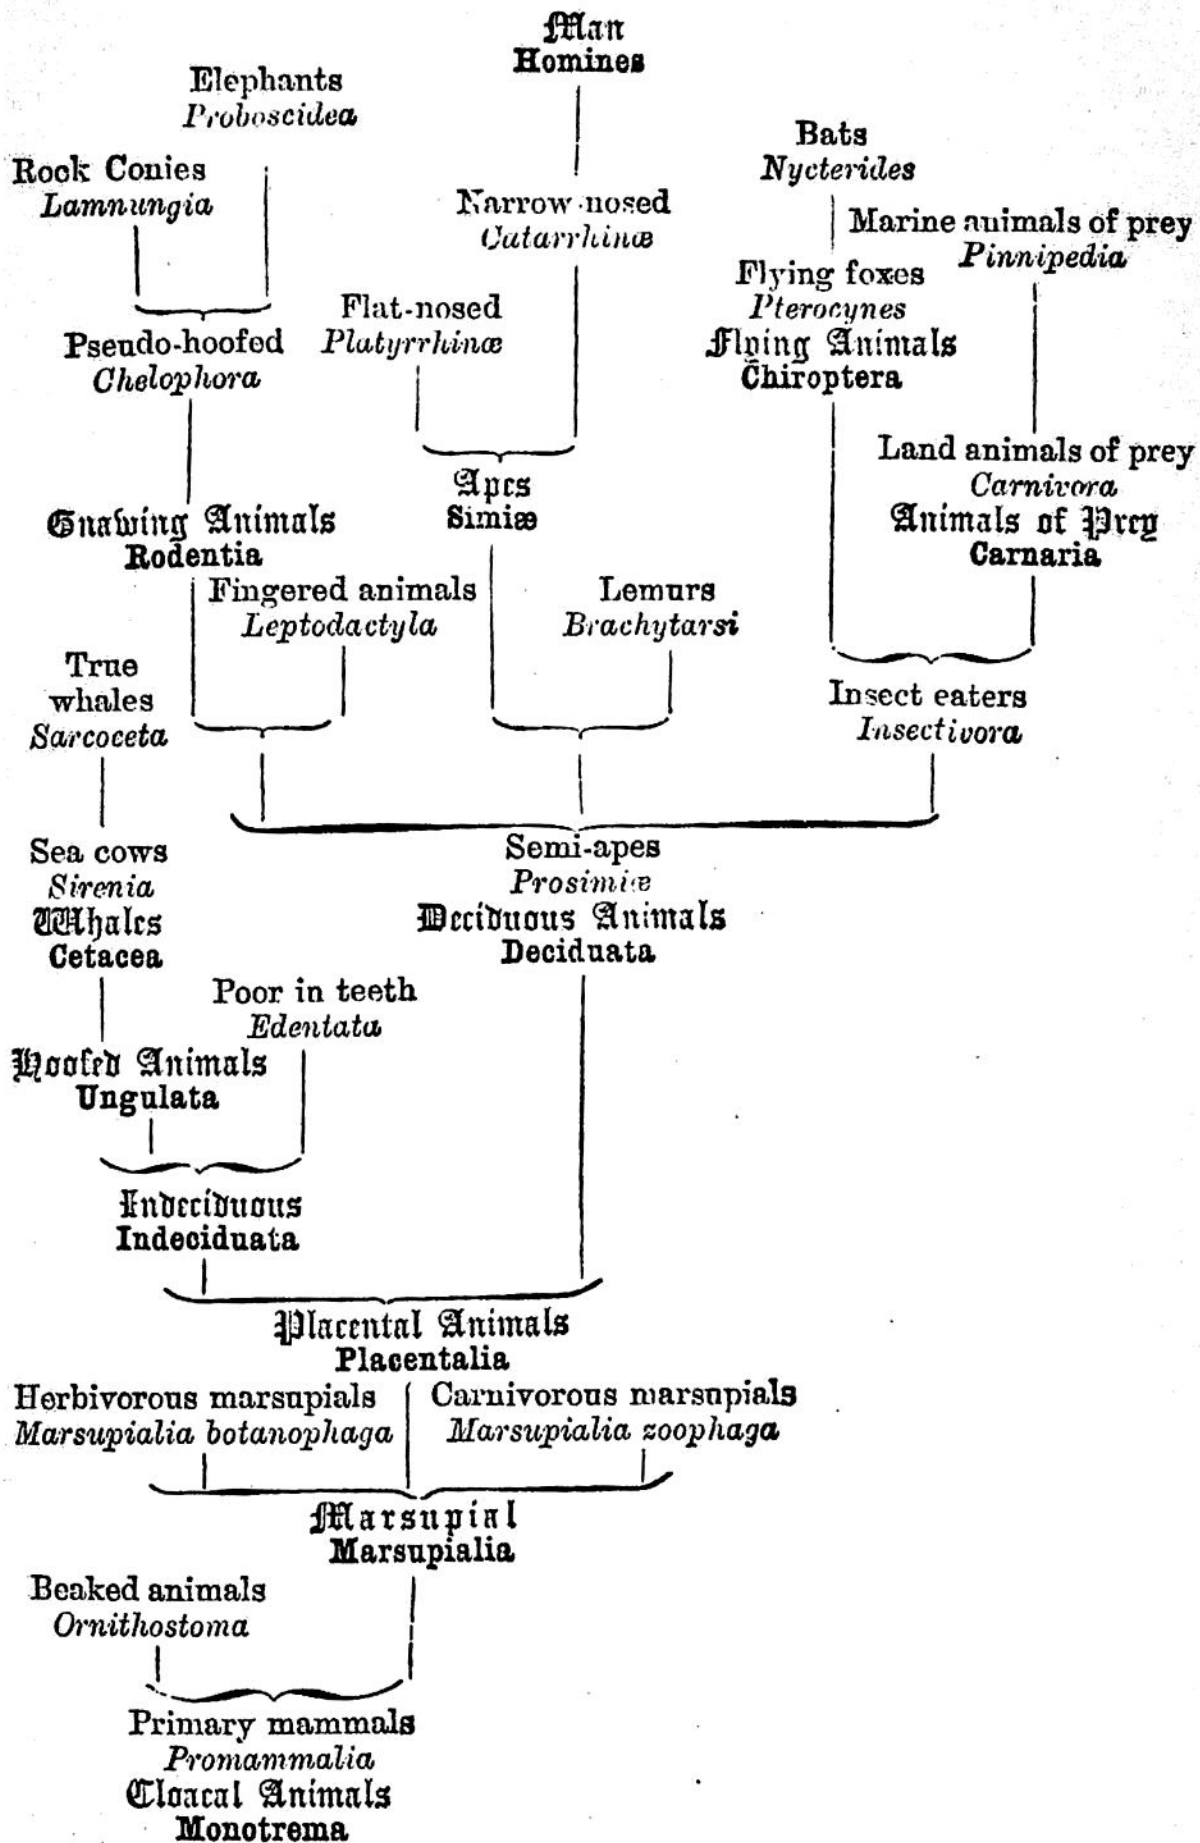 Man
Homines
Elephants
Proboscidea
Bats
Nycterides
Rock Conies
Lamnungia
Narrow-nosed
Catarrhinæ
Marine animals of prey
Pinnipedia
Flying foxes
Pterocynes
Flying Animals
Chiroptera
Flat-nosed
Platyrrhinæ
Pseudo-hoofed
Chelophora
Land animals of prey
Carnivora
Animals of Prey
Carnaria
Apes
Simiæ
Gnawing Animals
Rodentia
Fingered animals
Leptodactyla
Lemurs
Brachytarsi
True
whales
Sarcoceta
Insect eaters
Insectivora
Sea cows
Sirenia
Whales
Cetacea
Semi-apes
Prosimiæ
Deciduous Animals
Deciduata
Poor in teeth
Edentata
Hoofed Animals
Ungulata
Indeciduous
Indeciduata
Placental Animals
Placentalia
Herbivorous marsupials
Marsupialia botanophaga
Carnivorous marsupials
Marsupialia zoophaga
Marsupial
Marsupialia
Beaked animals
Ornithostoma
Primary mammals
Promammalia
Cloacal Animals
Monotrema